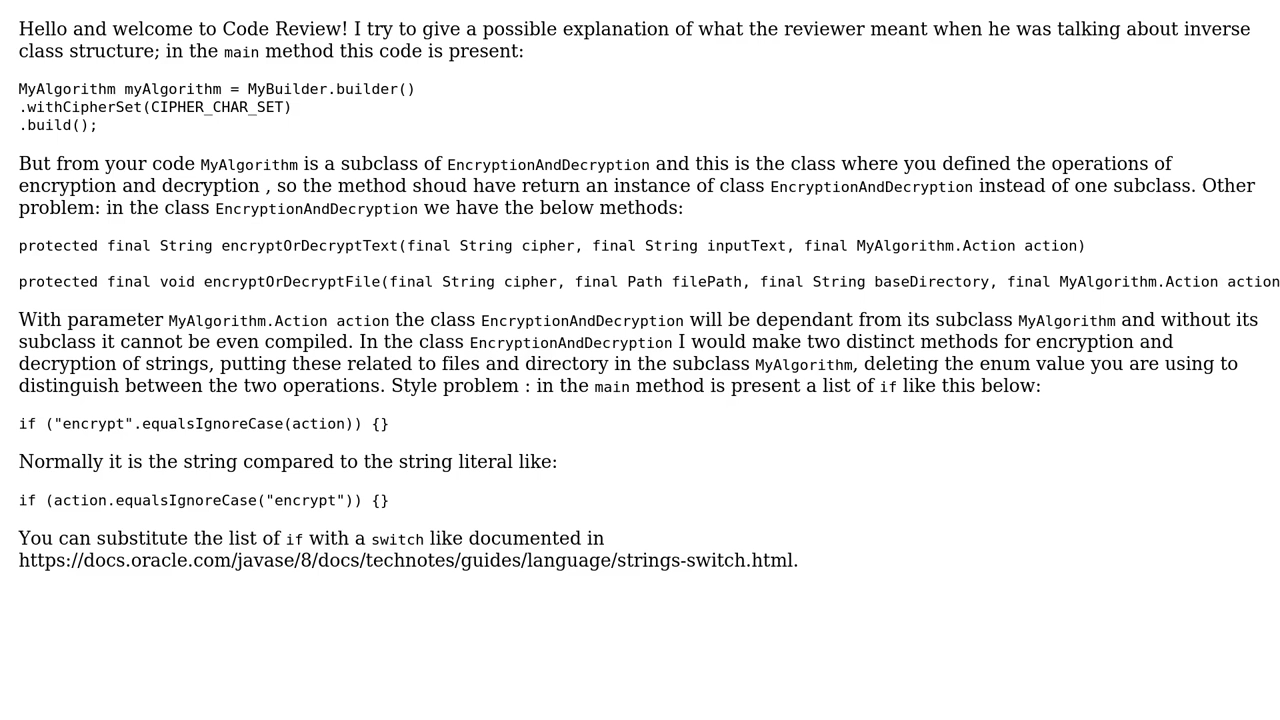 Hello and welcome to Code Review! I try to give a possible explanation of what the reviewer meant when he was talking about inverse
class structure; in the main method this code is present:
MyAlgorithm myAlgorithm = MyBuilder.builder()
.withCipherSet(CIPHER_CHAR_SET)
.build();
But from your code MyAlgorithm is a subclass of EncryptionAndDecryption and this is the class where you defined the operations of
encryption and decryption , so the method shoud have return an instance of class EncryptionAndDecryption instead of one subclass. Other
problem: in the class EncryptionAndDecryption we have the below methods:
protected final String encryptOrDecryptText(final String cipher, final String inputText, final MyAlgorithm.Action action)
protected final void encryptOrDecryptFile(final String cipher, final Path filePath, final String baseDirectory, final MyAlgorithm.Action action
With parameter MyAlgorithm.Action action the class EncryptionAndDecryption will be dependant from its subclass MyAlgorithm and without its
subclass it cannot be even compiled. In the class EncryptionAndDecryption I would make two distinct methods for encryption and
decryption of strings, putting these related to files and directory in the subclass MyAlgorithm, deleting the enum value you are using to
distinguish between the two operations. Style problem : in the main method is present a list of if like this below:
if ("encrypt".equalsIgnoreCase(action)) {}
Normally it is the string compared to the string literal like:
if (action.equalsIgnoreCase("encrypt")) {}
You can substitute the list of if with a switch like documented in
https://docs.oracle.com/javase/8/docs/technotes/guides/language/strings-switch.html.